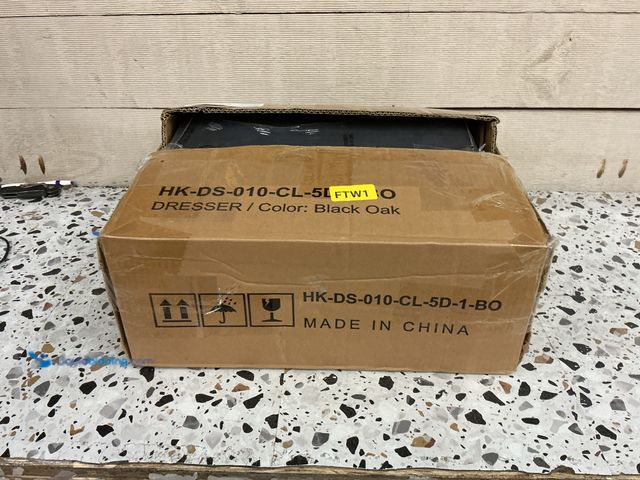 HK-DS-010-CL-5D FTW1 BO
DRESSER / Color: Black Oak
HK-DS-010-CL-5D-1-BO
MADE IN CHINA